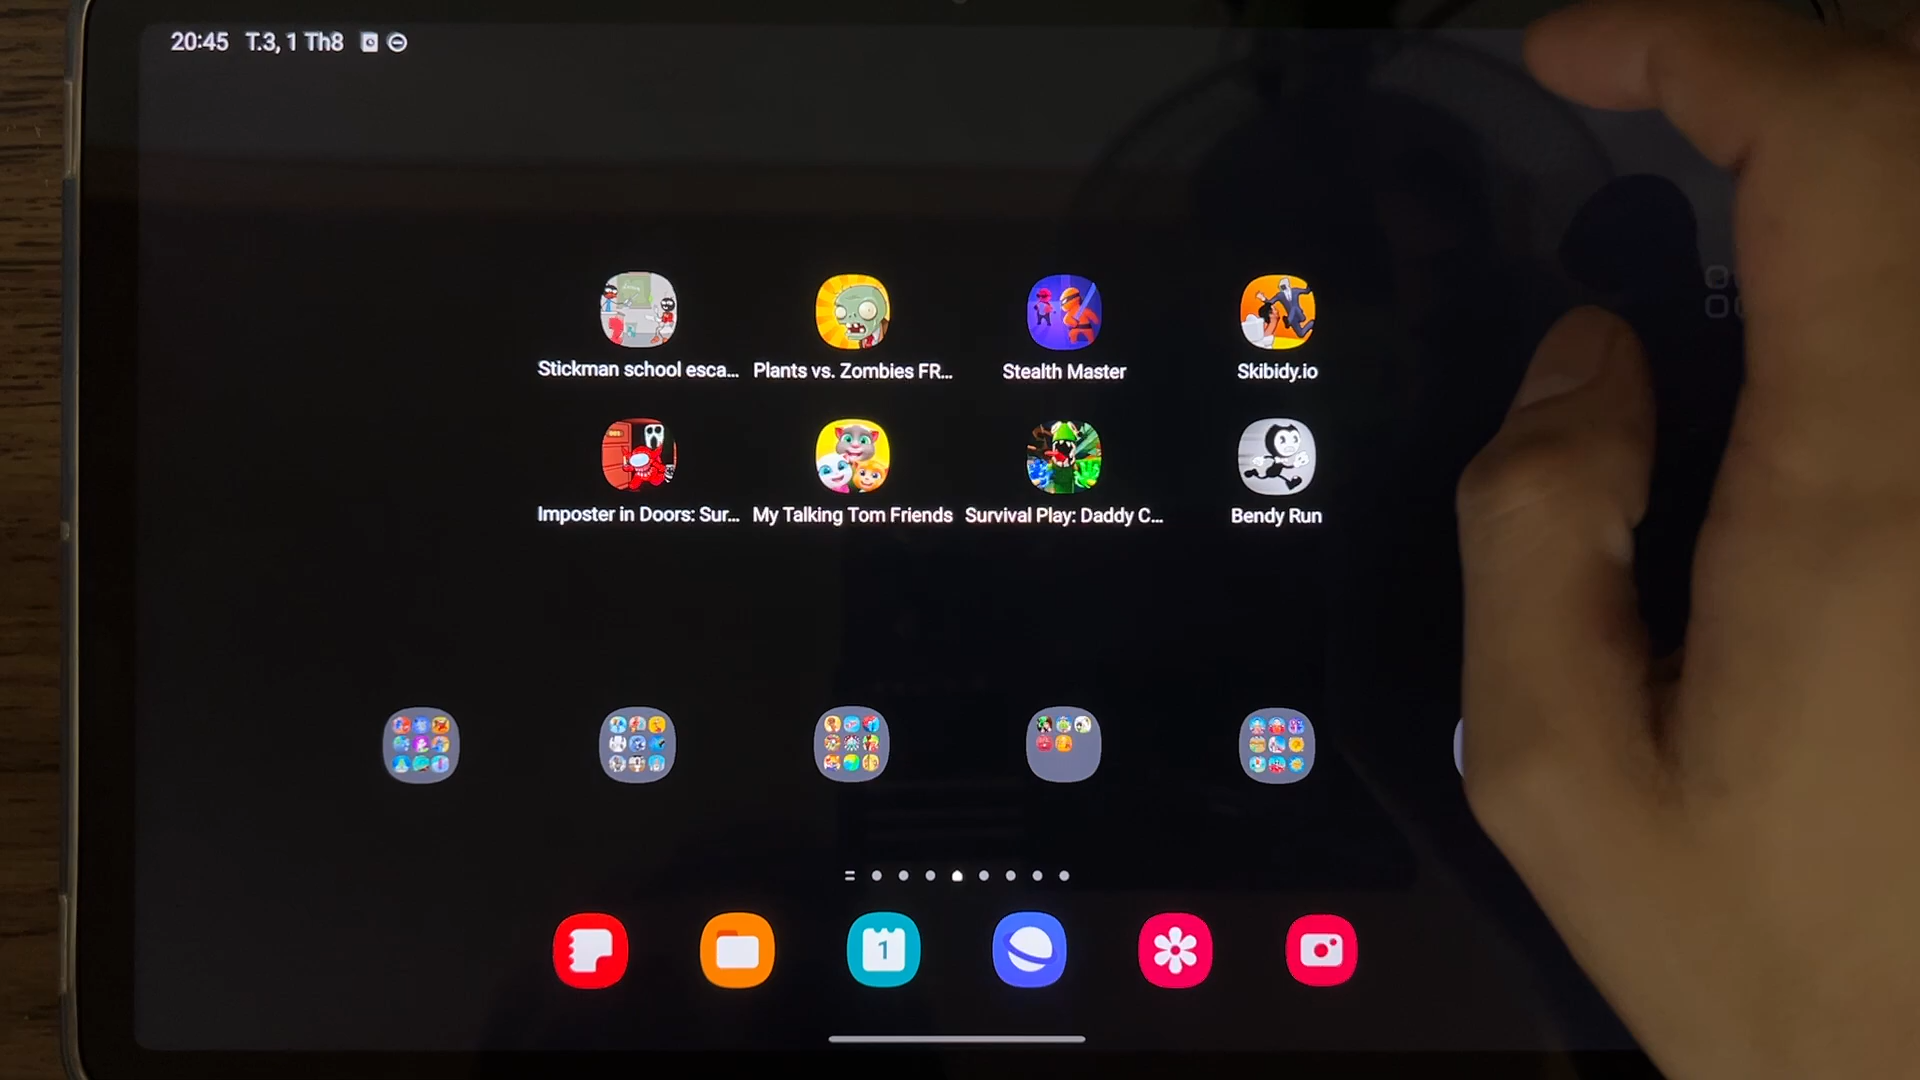 20:45 T.3, 1 Th8
Stickman school esca... Plants vs. Zombies FR... Stealth Master Skibidy.io
Imposter in Doors: Sur... My Talking Tom Friends Survival Play: Daddy C... Bendy Run
1